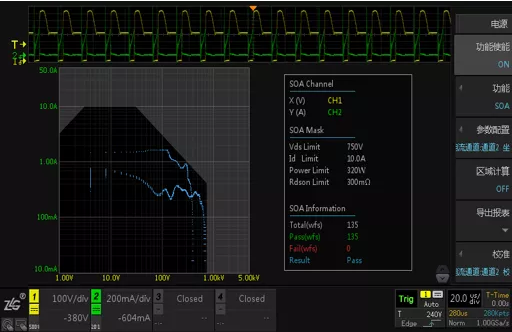 电源
功能使能
ON
功能
SOA
参数配置
流通道:通道2 坐
区域计算
OFF
导出报表
校准
流通道:通道2 校
T
50.0A
10.0A
1.00A
100mA
10.0mA
1.00V
10.0V
100V
1.00kV
5.00kV
SOA Channel
X (V) CH1
Y (A) CH2
SOA Mask
Vds Limit 750V
Id Limit 10.0A
Power Limit 320W
Rdson Limit 300mΩ
SOA Information
Total(wfs) 135
Pass(wfs) 135
Fail(wfs) 0
Result Pass
ZLG®
1 100V/div
-380V
2 200mA/div
-604mA
3 Closed
4 Closed
Trig
1
Auto
T 240V
Edge
20.0 us/div
T-Time
0.00s
280us 280Kpts
Norm 1.00GSa/s